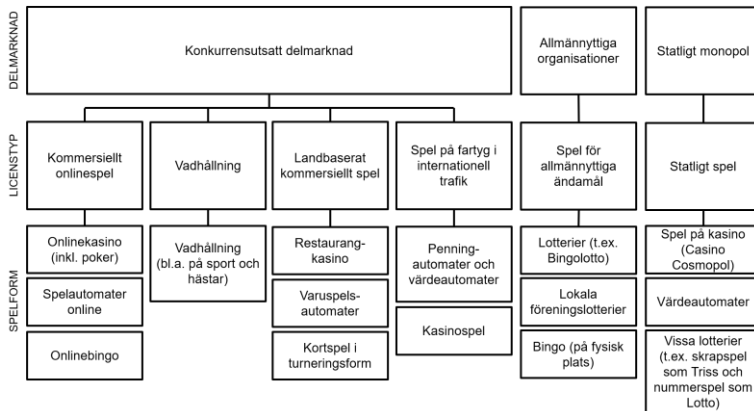 DELMARKNAD
Konkurrensutsatt delmarknad
Allmännyttiga
organisationer
Statligt monopol
LICENSTYP
Kommersiellt
onlinespel
Vadhållning
Landbaserat
kommersiellt spel
Spel på fartyg i
internationell
trafik
Spel för
allmännyttiga
ändamål
Statligt spel
SPELFORM
Onlinekasino
(inkl. poker)
Spelautomater
online
Onlinebingo
Vadhållning
(bl.a. på sport och
hästar)
Restaurang-
kasino
Varuspels-
automater
Kortspel i
turneringsform
Penning-
automater och
värdeautomater
Kasinospel
Lotterier (t.ex.
Bingolotto)
Lokala
föreningslotterier
Bingo (på fysisk
plats)
Spel på kasino
(Casino
Cosmopol)
Värdeautomater
Vissa lotterier
(t.ex. skrapspel
som Triss och
nummerspel som
Lotto)